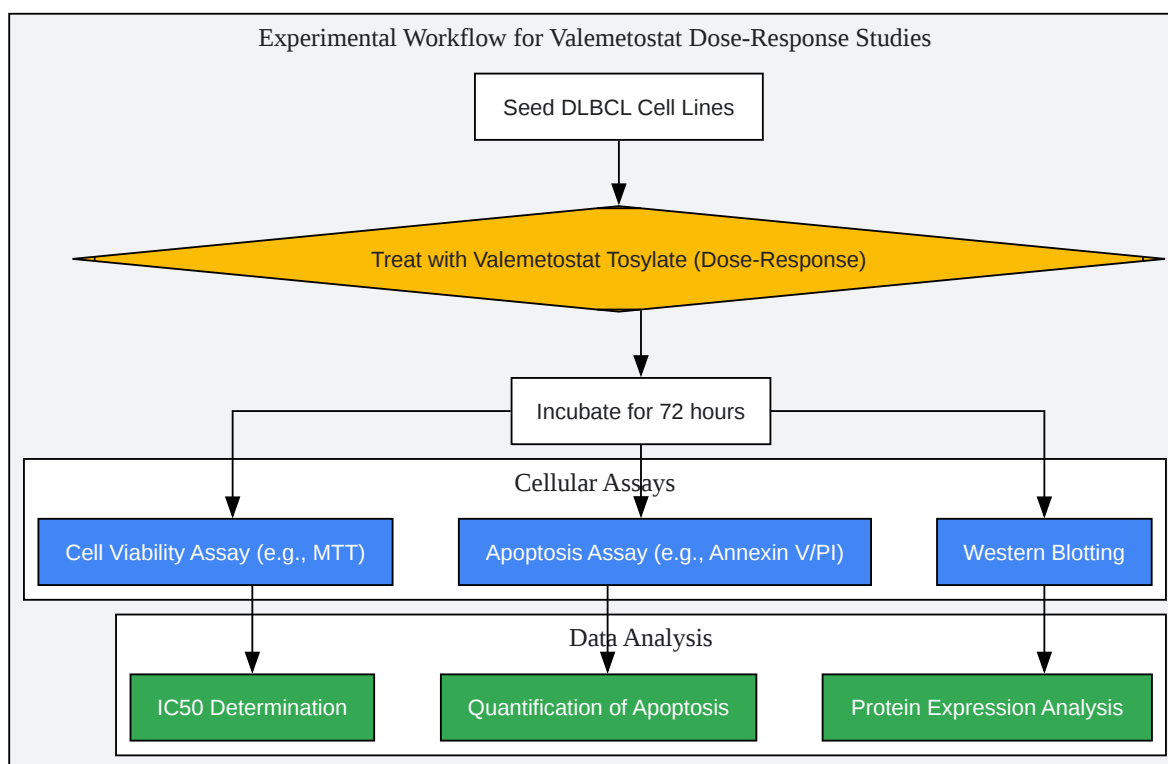 Experimental Workflow for Valemetostat Dose-Response Studies
Seed DLBCL Cell Lines
Treat with Valemetostat Tosylate (Dose-Response)
Incubate for 72 hours
Cellular Assays
Cell Viability Assay (e.g., MTT)
Apoptosis Assay (e.g., Annexin V/PI)
Western Blotting
Data Analysis
IC50 Determination
Quantification of Apoptosis
Protein Expression Analysis